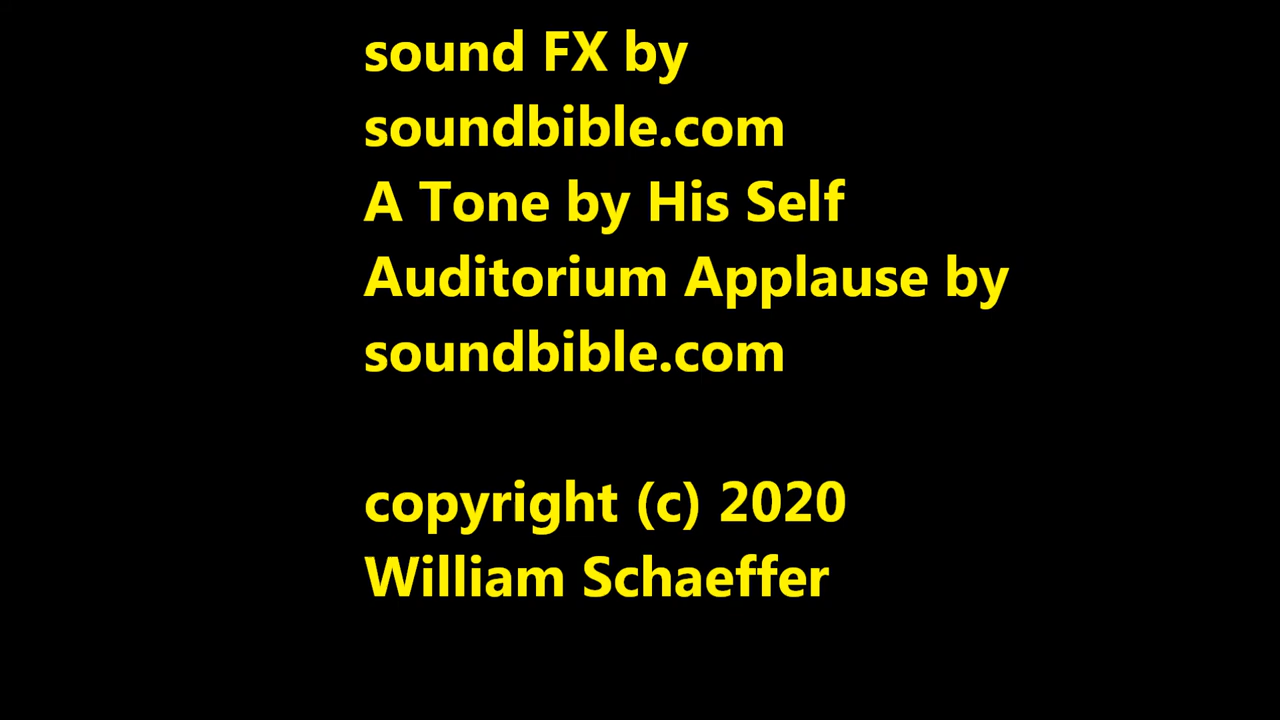 sound FX by
soundbible.com
A Tone by His Self
Auditorium Applause by
soundbible.com
copyright (c) 2020
William Schaeffer